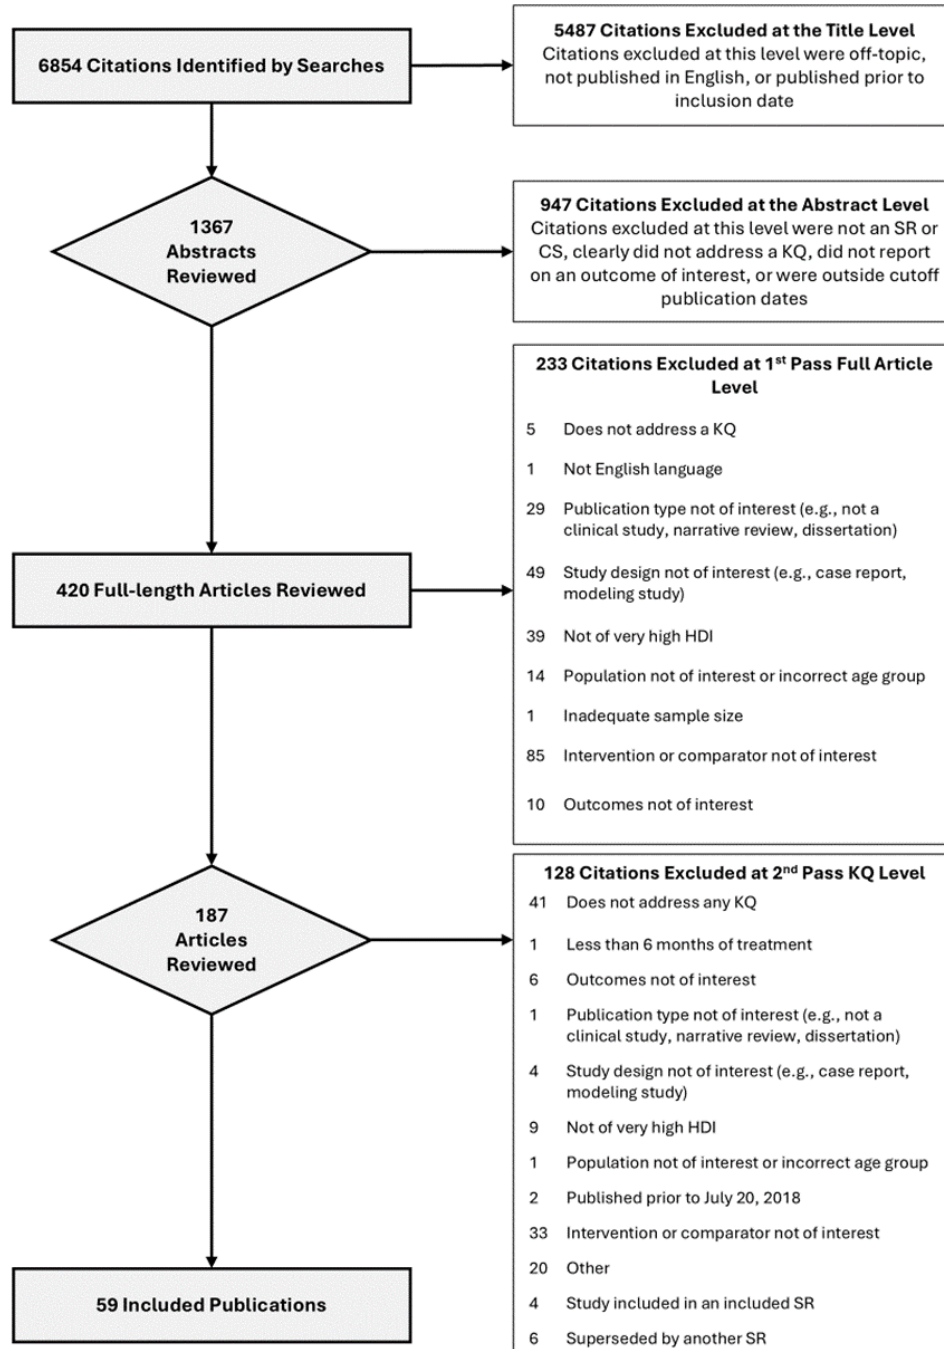 6854 Citations Identified by Searches
5487 Citations Excluded at the Title Level
Citations excluded at this level were off-topic,
not published in English, or published prior to
inclusion date
1367
Abstracts
Reviewed
947 Citations Excluded at the Abstract Level
Citations excluded at this level were not an SR or
CS, clearly did not address a KQ, did not report
on an outcome of interest, or were outside cutoff
publication dates
420 Full-length Articles Reviewed
233 Citations Excluded at 1st Pass Full Article
Level
5 Does not address a KQ
1 Not English language
29 Publication type not of interest (e.g., not a
clinical study, narrative review, dissertation)
49 Study design not of interest (e.g., case report,
modeling study)
39 Not of very high HDI
14 Population not of interest or incorrect age group
1 Inadequate sample size
85 Intervention or comparator not of interest
10 Outcomes not of interest
187
Articles
Reviewed
128 Citations Excluded at 2nd Pass KQ Level
41 Does not address any KQ
1 Less than 6 months of treatment
6 Outcomes not of interest
1 Publication type not of interest (e.g., not a
clinical study, narrative review, dissertation)
4 Study design not of interest (e.g., case report,
modeling study)
9 Not of very high HDI
1 Population not of interest or incorrect age group
2 Published prior to July 20, 2018
33 Intervention or comparator not of interest
20 Other
4 Study included in an included SR
6 Superseded by another SR
59 Included Publications